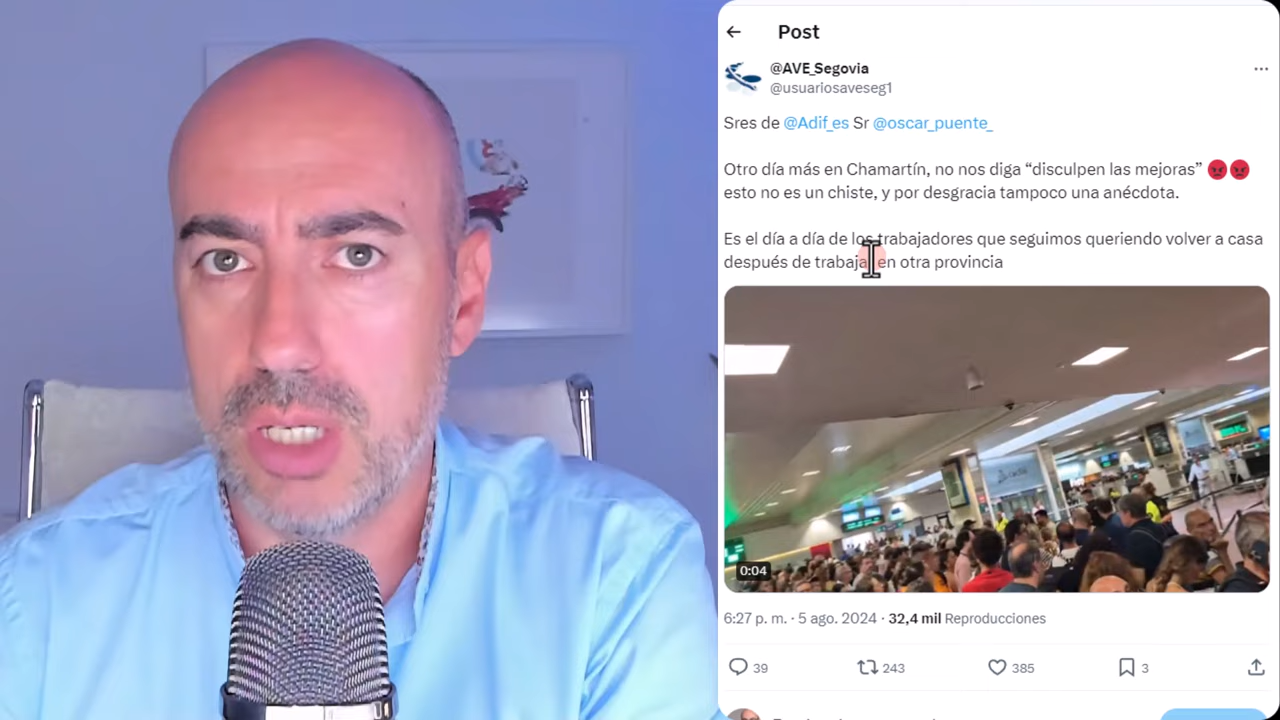 Post
@AVE_Segovia
@usuariosaveseg1
Sres de @Adif_es Sr @oscar_puente_
Otro día más en Chamartín, no nos diga “disculpen las mejoras” 😡😡
esto no es un chiste, y por desgracia tampoco una anécdota.
Es el día a día de los trabajadores que seguimos queriendo volver a casa
después de trabajar en otra provincia
0:04
6:27 p. m. · 5 ago. 2024 · 32,4 mil Reproducciones
39 243 385 3